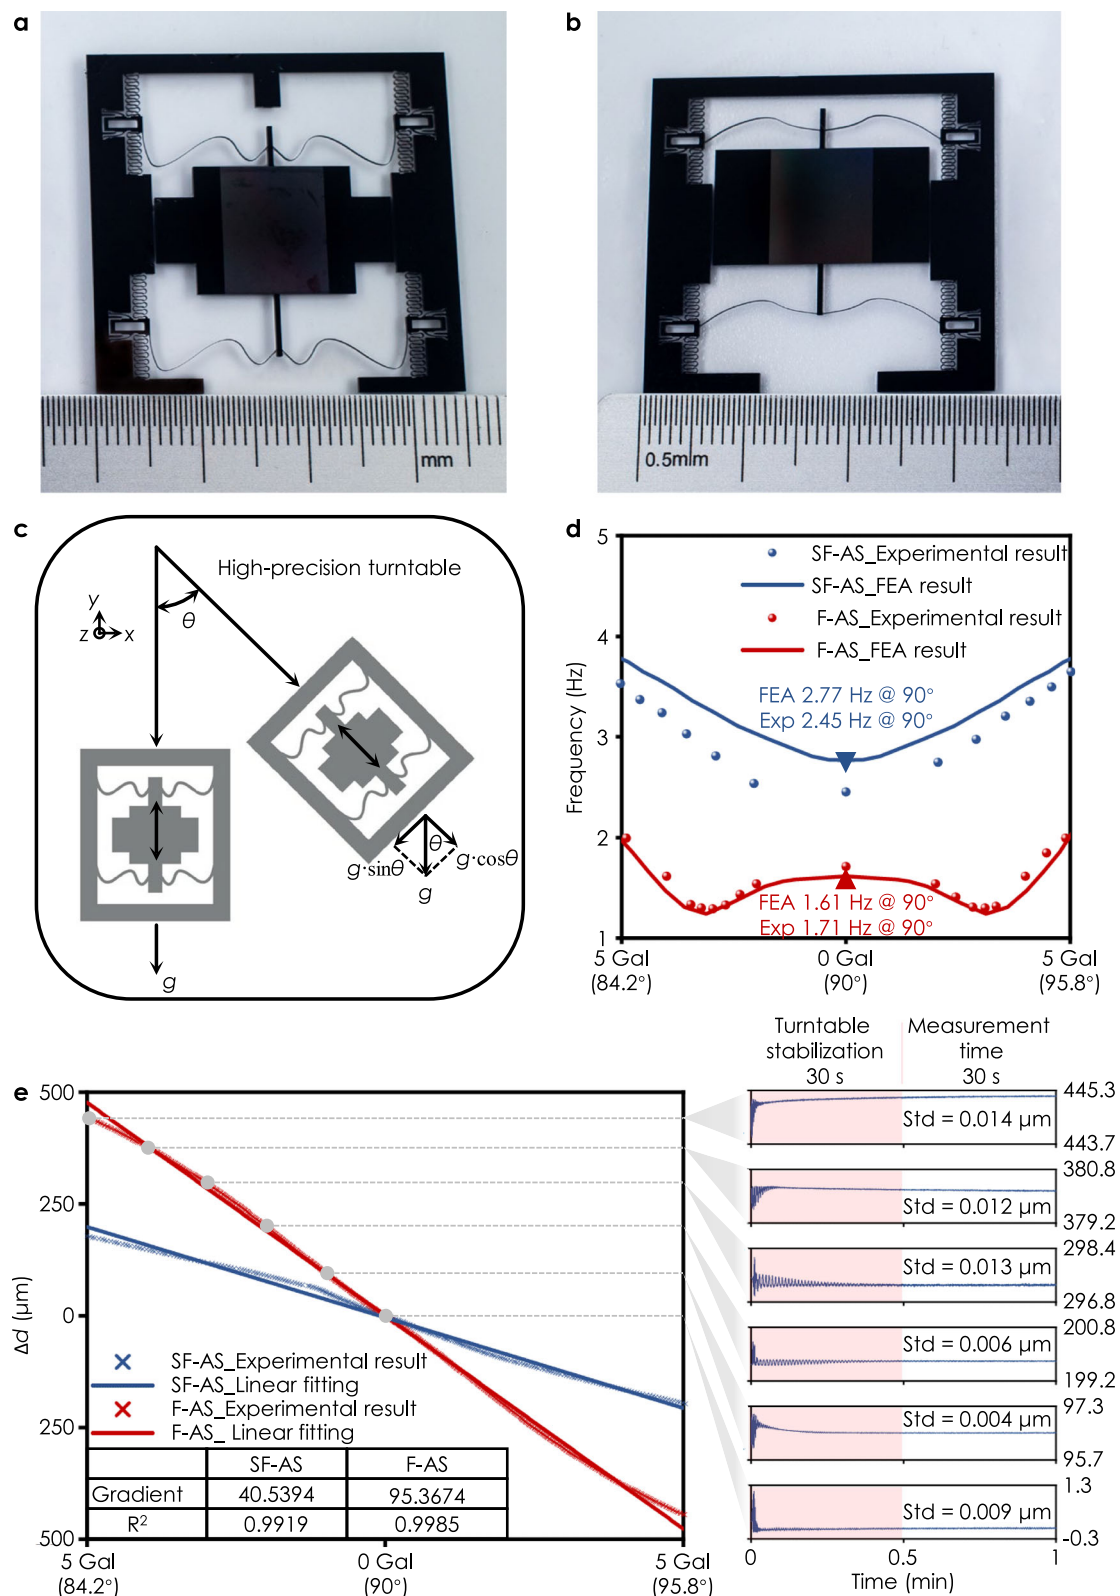 a
b
mm
0.5mm
c
High-precision turntable
θ
y
z
x
g
g·sinθ
θ
g·cosθ
g
d
5
4
3
2
1
Frequency (Hz)
SF-AS_Experimental result
SF-AS_FEA result
F-AS_Experimental result
F-AS_FEA result
FEA 2.77 Hz @ 90°
Exp 2.45 Hz @ 90°
FEA 1.61 Hz @ 90°
Exp 1.71 Hz @ 90°
5 Gal
(84.2°)
0 Gal
(90°)
5 Gal
(95.8°)
e
500
250
0
250
500
Δd (µm)
SF-AS_Experimental result
SF-AS_Linear fitting
F-AS_Experimental result
F-AS_ Linear fitting
SF-AS F-AS
Gradient 40.5394 95.3674
R² 0.9919 0.9985
5 Gal
(84.2°)
0 Gal
(90°)
5 Gal
(95.8°)
Turntable
stabilization
30 s
Measurement
time
30 s
445.3
Std = 0.014 µm
443.7
380.8
Std = 0.012 µm
379.2
298.4
Std = 0.013 µm
296.8
200.8
Std = 0.006 µm
199.2
97.3
Std = 0.004 µm
95.7
1.3
Std = 0.009 µm
-0.3
0 0.5 1
Time (min)